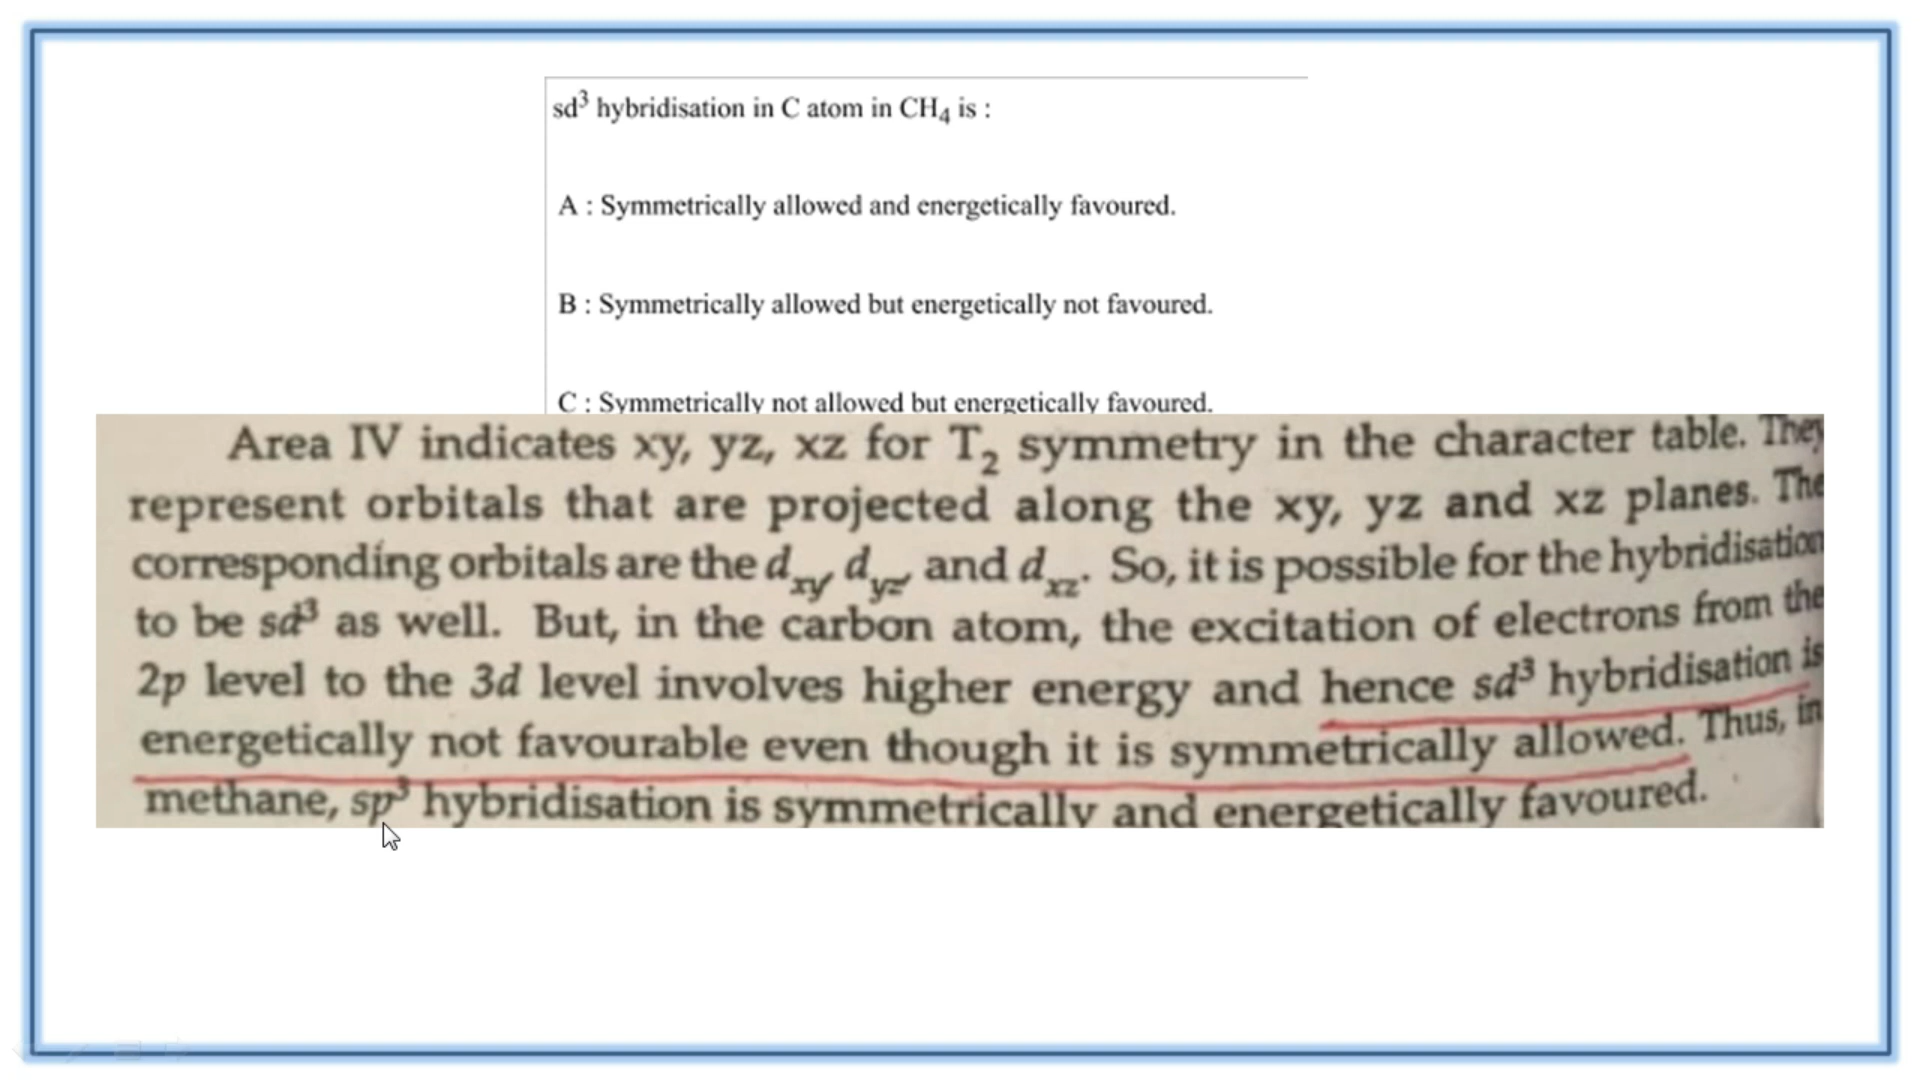 sd³ hybridisation in C atom in CH₄ is :
A : Symmetrically allowed and energetically favoured.
B : Symmetrically allowed but energetically not favoured.
C : Symmetrically not allowed but energetically favoured.
Area IV indicates xy, yz, xz for T₂ symmetry in the character table. They
represent orbitals that are projected along the xy, yz and xz planes. The
corresponding orbitals are the d_xy, d_yz, and d_xz. So, it is possible for the hybridisation
to be sd³ as well. But, in the carbon atom, the excitation of electrons from the
2p level to the 3d level involves higher energy and hence sd³ hybridisation is
energetically not favourable even though it is symmetrically allowed. Thus, in
methane, sp³ hybridisation is symmetrically and energetically favoured.